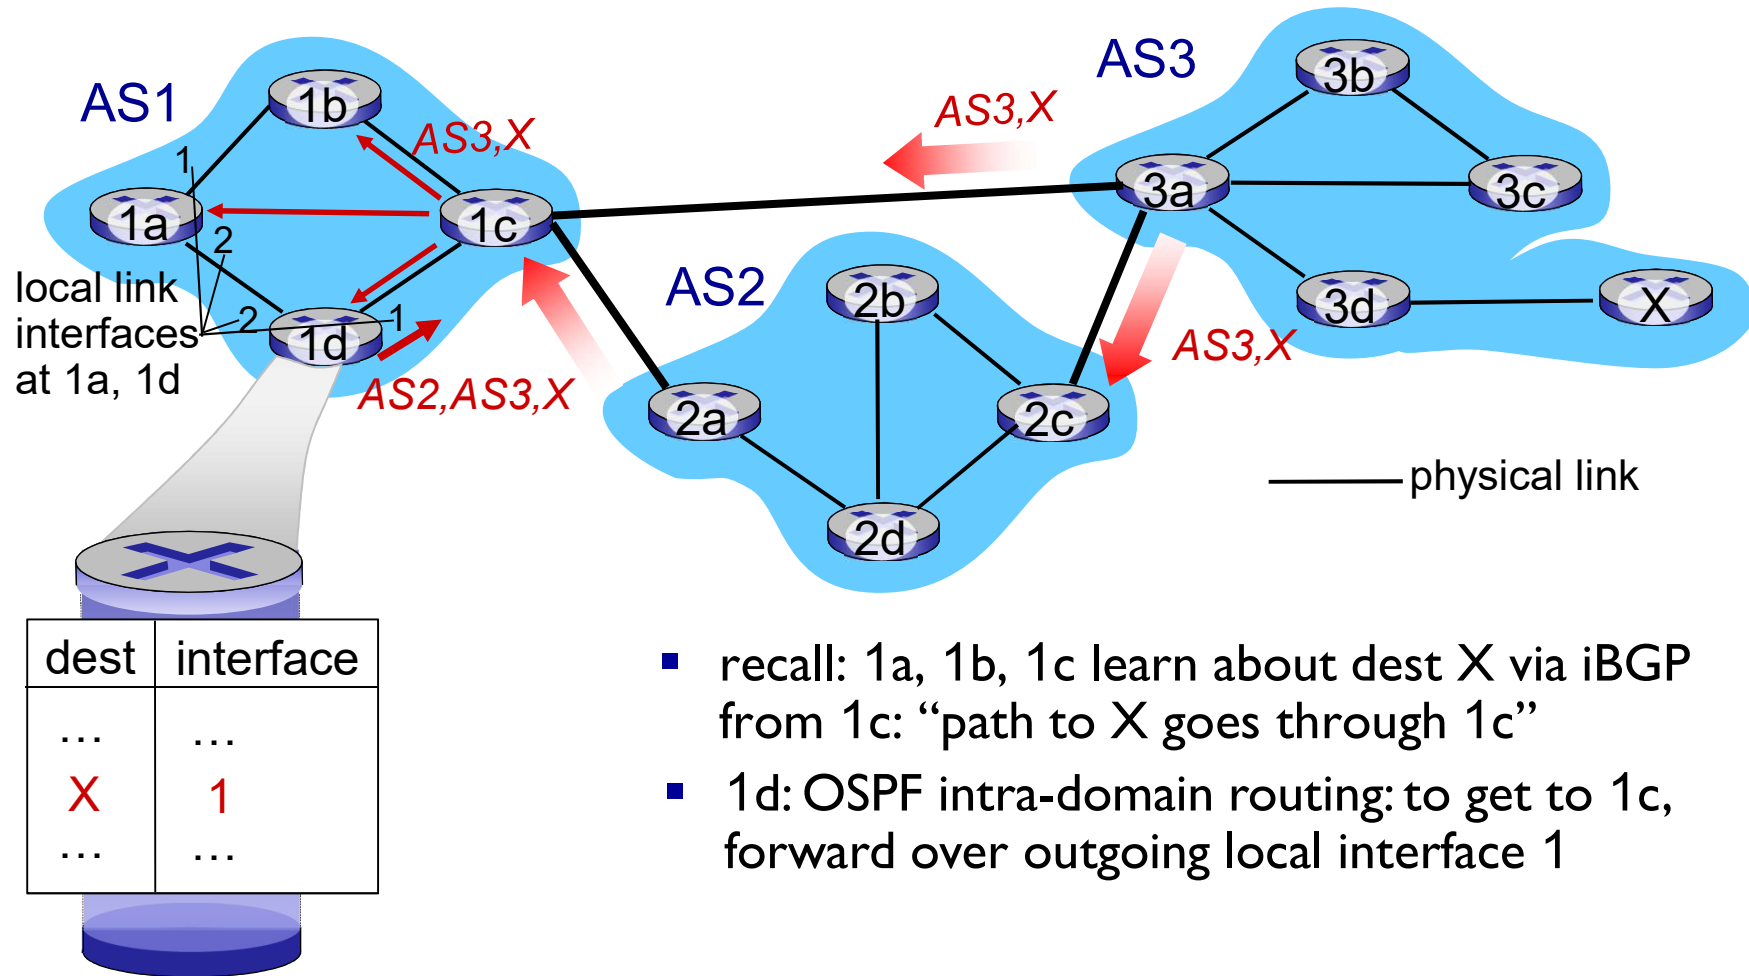 AS3
3b
AS1
1b
AS3,X
AS3,X
1
3a
3c
1a
1c
2
AS2
local link
interfaces
at 1a, 1d
2b
3d
X
2
1
1d
AS3,X
AS2,AS3,X
2a
2c
physical link
2d
dest interface
... ...
X 1
... ...
▪ recall: 1a, 1b, 1c learn about dest X via iBGP
from 1c: “path to X goes through 1c”
▪ 1d: OSPF intra-domain routing: to get to 1c,
forward over outgoing local interface 1